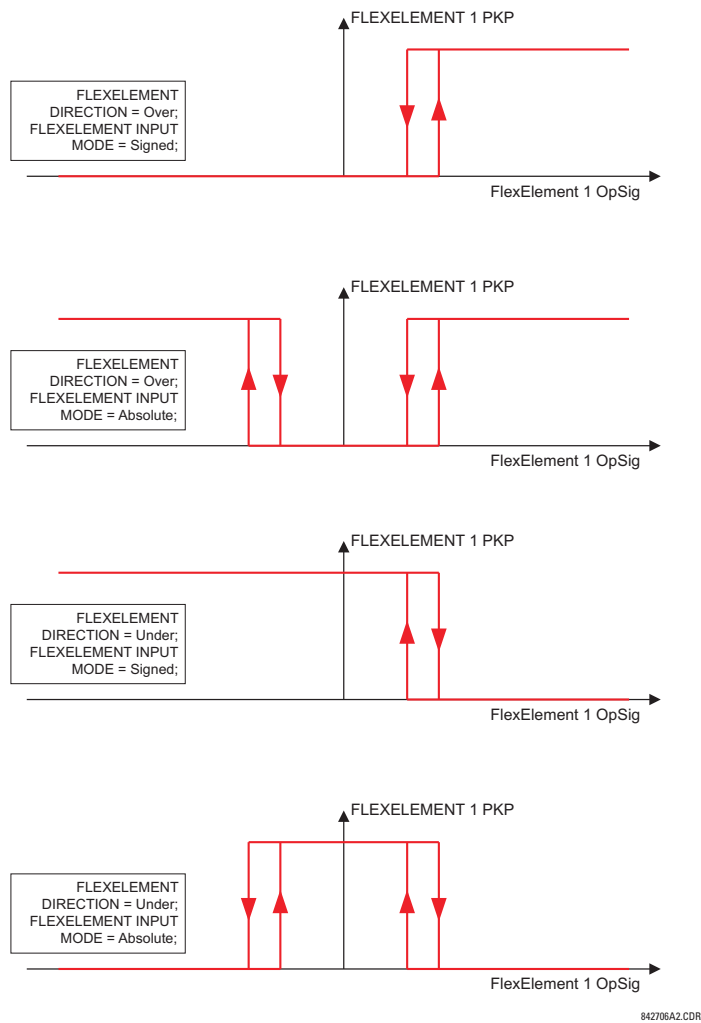 FLEXELEMENT 1 PKP
FLEXELEMENT
DIRECTION = Over;
FLEXELEMENT INPUT
MODE = Signed;
FlexElement 1 OpSig
FLEXELEMENT 1 PKP
FLEXELEMENT
DIRECTION = Over;
FLEXELEMENT INPUT
MODE = Absolute;
FlexElement 1 OpSig
FLEXELEMENT 1 PKP
FLEXELEMENT
DIRECTION = Under;
FLEXELEMENT INPUT
MODE = Signed;
FlexElement 1 OpSig
FLEXELEMENT 1 PKP
FLEXELEMENT
DIRECTION = Under;
FLEXELEMENT INPUT
MODE = Absolute;
FlexElement 1 OpSig
842706A2.CDR